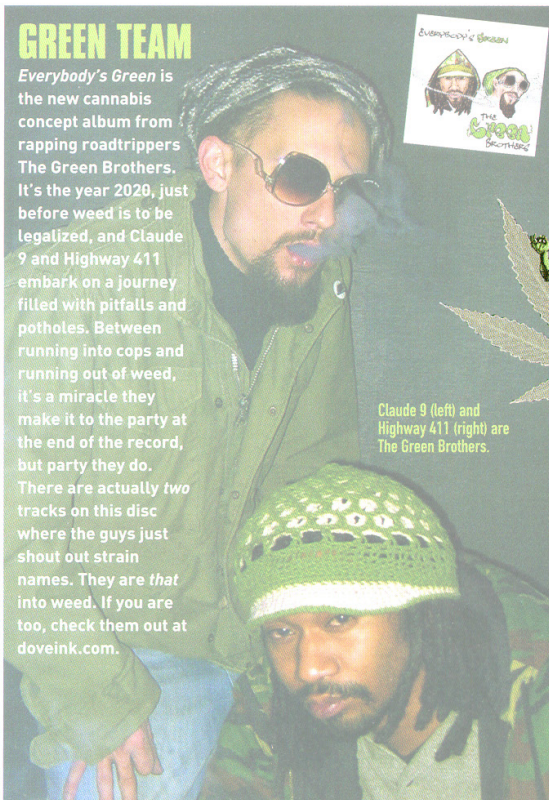 GREEN TEAM
Everybody's Green is
the new cannabis
concept album from
rapping roadtrippers
The Green Brothers.
It's the year 2020, just
before weed is to be
legalized, and Claude
9 and Highway 411
embark on a journey
filled with pitfalls and
potholes. Between
running into cops and
running out of weed,
it's a miracle they
make it to the party at
the end of the record,
but party they do.
There are actually two
tracks on this disc
where the guys just
shout out strain
names. They are that
into weed. If you are
too, check them out at
doveink.com.
EVERYBODY'S GREEN
THE
GREEN
BROTHERS
Claude 9 (left) and
Highway 411 (right) are
The Green Brothers.